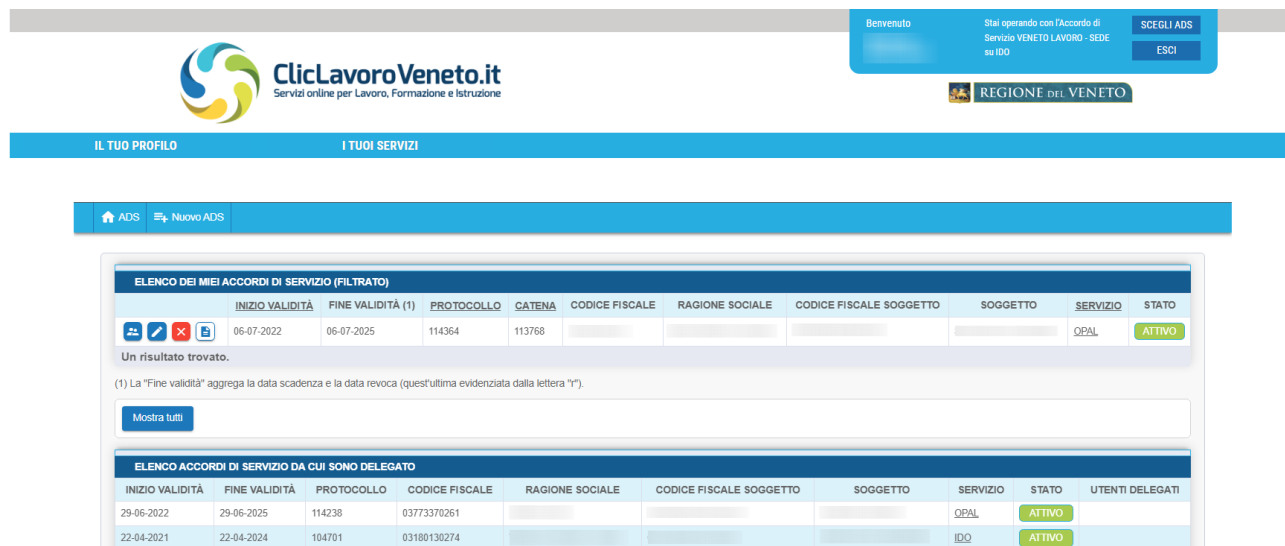 Benvenuto
Stai operando con l'Accordo di
Servizio VENETO LAVORO - SEDE
su IDO
SCEGLI ADS
ESCI
ClicLavoroVeneto.it
Servizi online per Lavoro, Formazione e Istruzione
REGIONE DEL VENETO
IL TUO PROFILO I TUOI SERVIZI
ADS Nuovo ADS
ELENCO DEI MIEI ACCORDI DI SERVIZIO (FILTRATO)
INIZIO VALIDITÀ FINE VALIDITÀ (1) PROTOCOLLO CATENA CODICE FISCALE RAGIONE SOCIALE CODICE FISCALE SOGGETTO SOGGETTO SERVIZIO STATO
06-07-2022 06-07-2025 114364 113768 OPAL ATTIVO
Un risultato trovato.
(1) La "Fine validità" aggrega la data scadenza e la data revoca (quest'ultima evidenziata dalla lettera "r").
Mostra tutti
ELENCO ACCORDI DI SERVIZIO DA CUI SONO DELEGATO
INIZIO VALIDITÀ FINE VALIDITÀ PROTOCOLLO CODICE FISCALE RAGIONE SOCIALE CODICE FISCALE SOGGETTO SOGGETTO SERVIZIO STATO UTENTI DELEGATI
29-06-2022 29-06-2025 114238 03773370261 OPAL ATTIVO
22-04-2021 22-04-2024 104701 03180130274 IDO ATTIVO